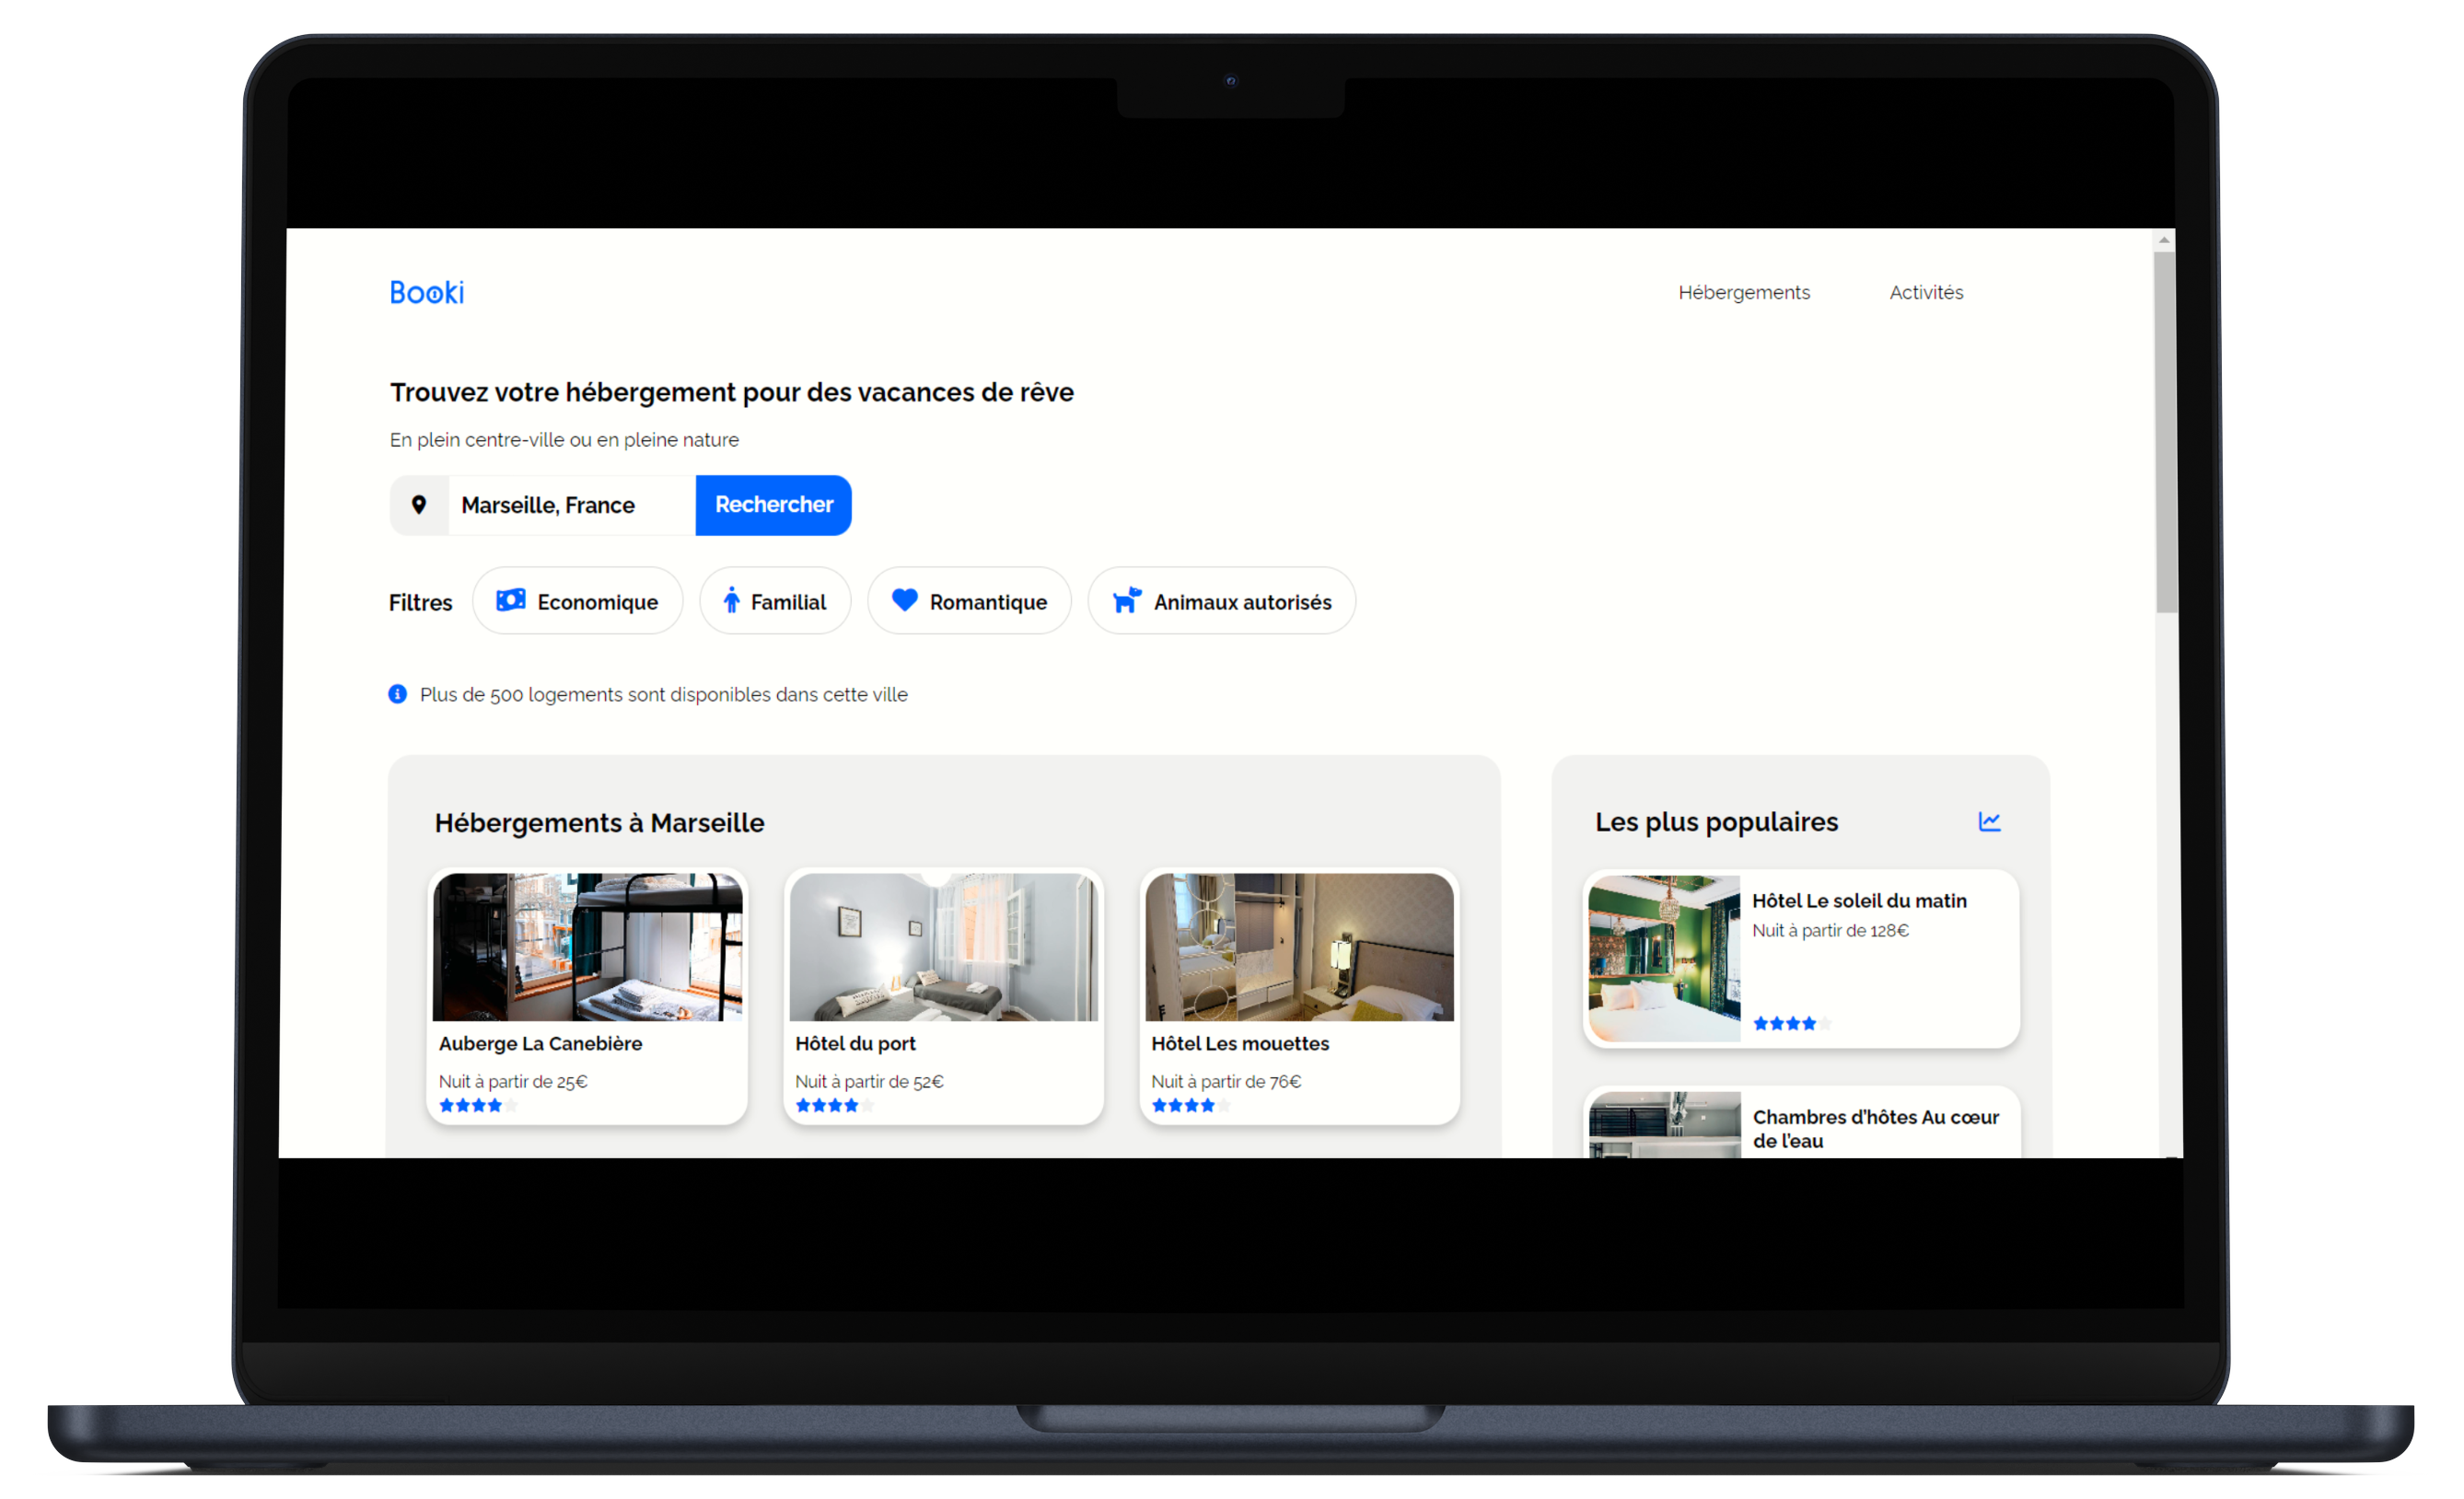 Booki
Hébergements
Activités
Trouvez votre hébergement pour des vacances de rêve
En plein centre-ville ou en pleine nature
Marseille, France
Rechercher
Filtres
Economique
Familial
Romantique
Animaux autorisés
Plus de 500 logements sont disponibles dans cette ville
Hébergements à Marseille
Auberge La Canebière
Nuit à partir de 25€
Hôtel du port
Nuit à partir de 52€
Hôtel Les mouettes
Nuit à partir de 76€
Les plus populaires
Hôtel Le soleil du matin
Nuit à partir de 128€
Chambres d'hôtes Au cœur
de l'eau